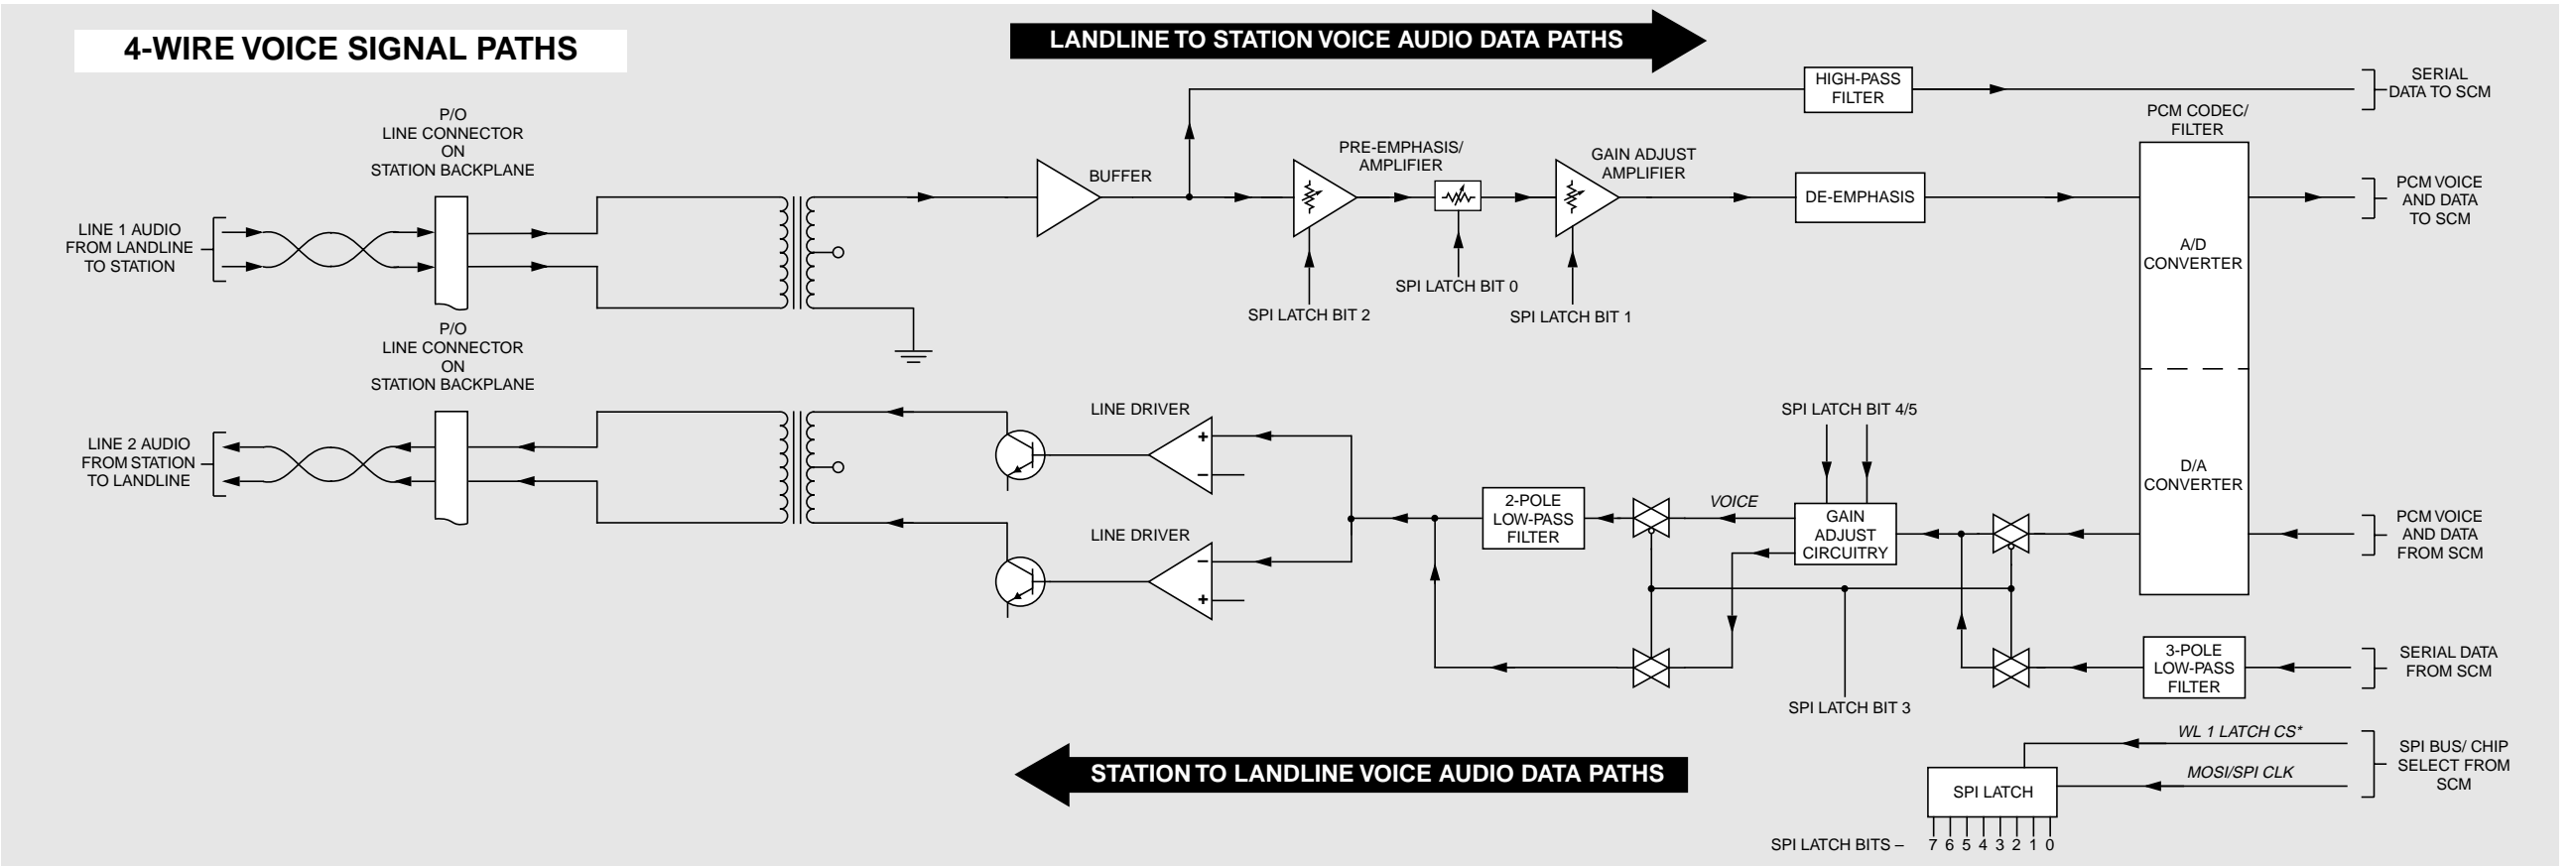 4-WIRE VOICE SIGNAL PATHS
LANDLINE TO STATION VOICE AUDIO DATA PATHS
HIGH-PASS
FILTER
SERIAL
DATA TO SCM
P/O
LINE CONNECTOR
ON
STATION BACKPLANE
BUFFER
PRE-EMPHASIS/
AMPLIFIER
GAIN ADJUST
AMPLIFIER
DE-EMPHASIS
PCM CODEC/
FILTER
A/D
CONVERTER
PCM VOICE
AND DATA
TO SCM
LINE 1 AUDIO
FROM LANDLINE
TO STATION
SPI LATCH BIT 2
SPI LATCH BIT 0
SPI LATCH BIT 1
P/O
LINE CONNECTOR
ON
STATION BACKPLANE
LINE 2 AUDIO
FROM STATION
TO LANDLINE
LINE DRIVER
+
–
LINE DRIVER
–
+
2-POLE
LOW-PASS
FILTER
VOICE
SPI LATCH BIT 4/5
GAIN
ADJUST
CIRCUITRY
D/A
CONVERTER
PCM VOICE
AND DATA
FROM SCM
3-POLE
LOW-PASS
FILTER
SERIAL DATA
FROM SCM
SPI LATCH BIT 3
STATION TO LANDLINE VOICE AUDIO DATA PATHS
WL 1 LATCH CS*
MOSI/SPI CLK
SPI BUS/ CHIP
SELECT FROM
SCM
SPI LATCH
SPI LATCH BITS – 7 6 5 4 3 2 1 0